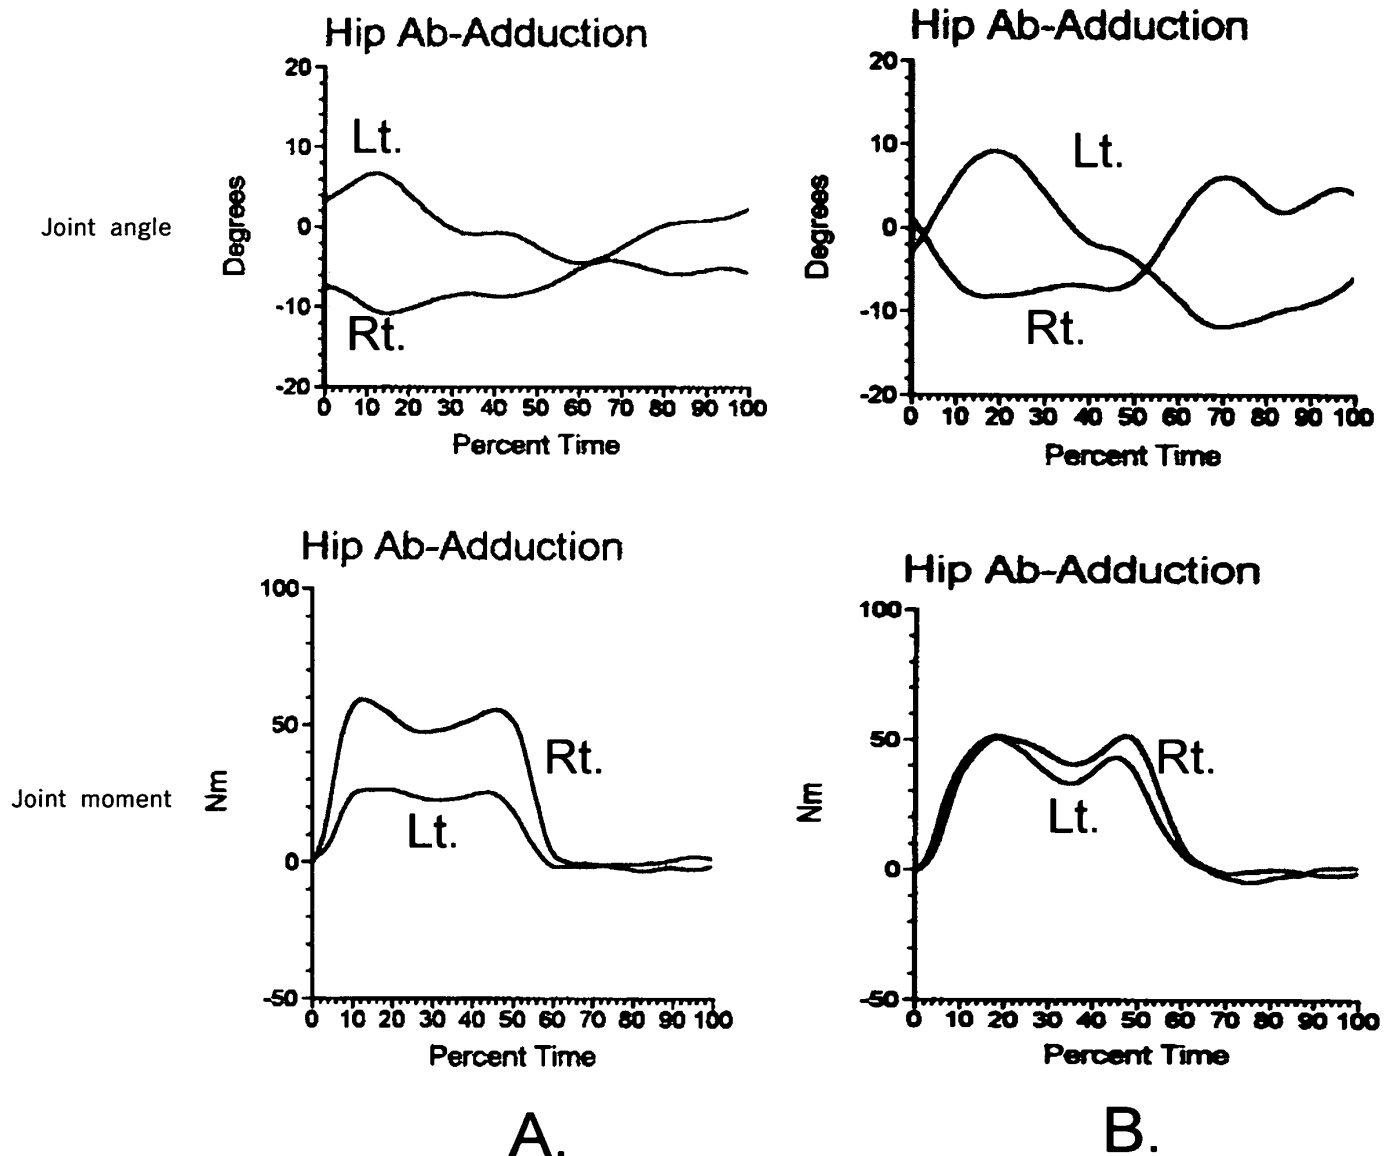 Hip Ab-Adduction
20
10
0
-10
-20
Degrees
Lt.
Rt.
0 10 20 30 40 50 60 70 80 90 100
Percent Time
Hip Ab-Adduction
20
10
0
-10
-20
Degrees
Lt.
Rt.
0 10 20 30 40 50 60 70 80 90 100
Percent Time
Joint angle
Hip Ab-Adduction
100
50
0
-50
Nm
Rt.
Lt.
0 10 20 30 40 50 60 70 80 90 100
Percent Time
Hip Ab-Adduction
100
50
0
-50
Nm
Rt.
Lt.
0 10 20 30 40 50 60 70 80 90 100
Percent Time
Joint moment
A.
B.